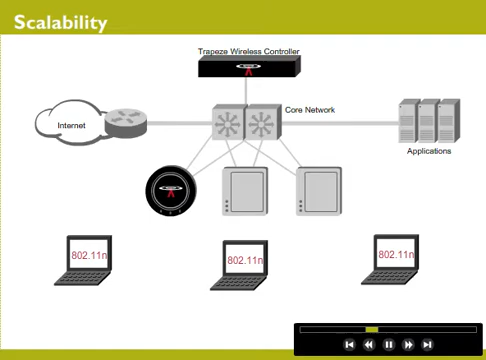 Scalability
Trapeze Wireless Controller
Core Network
Internet
Applications
802.11n
802.11n
802.11n